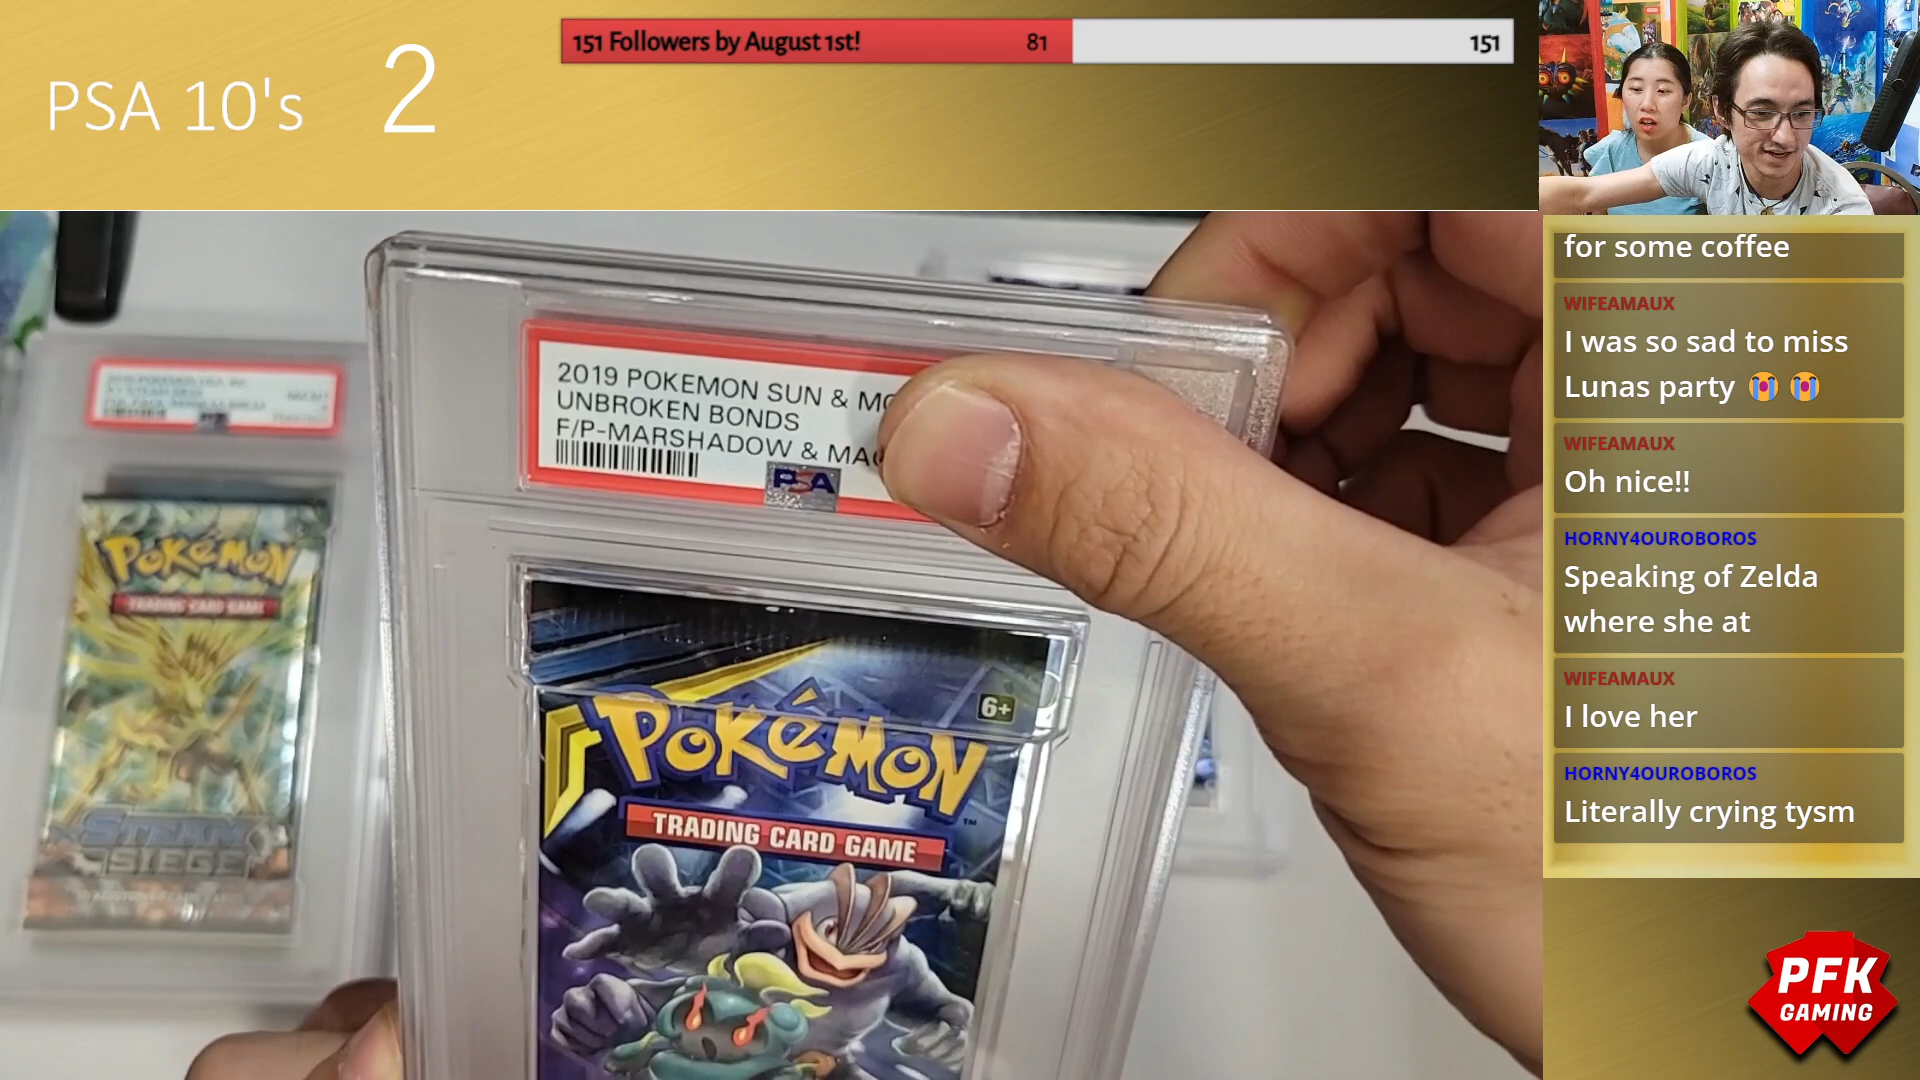 PSA 10's 2
151 Followers by August 1st! 81 151
for some coffee
WIFEAMAUX
I was so sad to miss
Lunas party 😭 😭
WIFEAMAUX
Oh nice!!
HORNY4OUROBOROS
Speaking of Zelda
where she at
WIFEAMAUX
I love her
HORNY4OUROBOROS
Literally crying tysm
PFK
GAMING
2019 POKEMON SUN &
UNBROKEN BONDS
F/P-MARSHADOW &
PSA
6+
POKéMON
TRADING CARD GAME
POKéMON
TRADING CARD GAME
STEAM
SIEGE